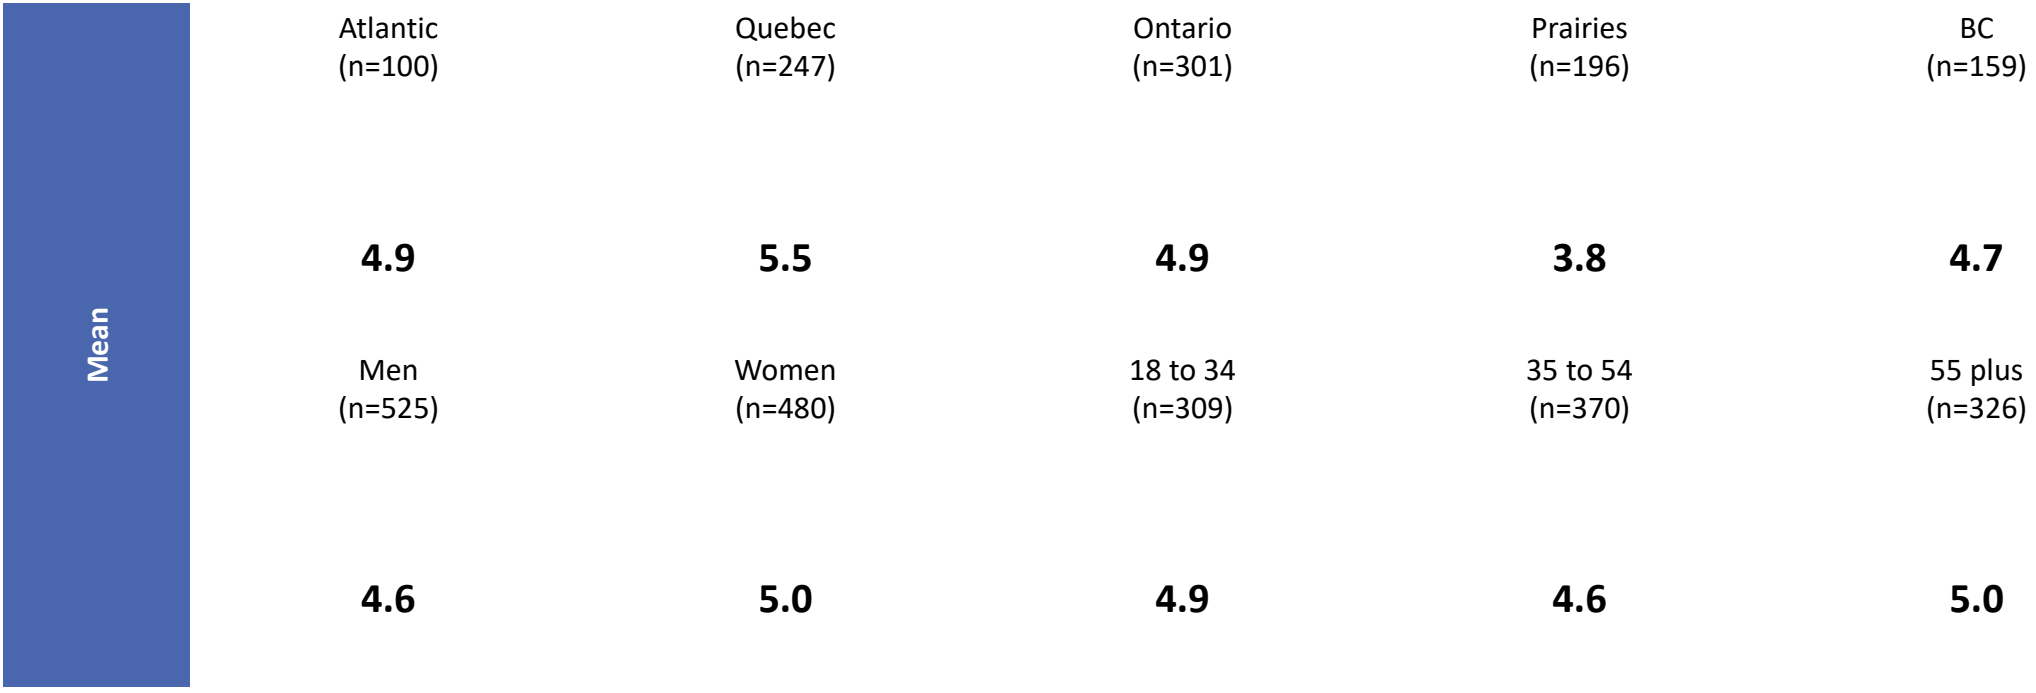 Mean
Atlantic Quebec Ontario Prairies BC
(n=100) (n=247) (n=301) (n=196) (n=159)
4.9 5.5 4.9 3.8 4.7
Men Women 18 to 34 35 to 54 55 plus
(n=525) (n=480) (n=309) (n=370) (n=326)
4.6 5.0 4.9 4.6 5.0